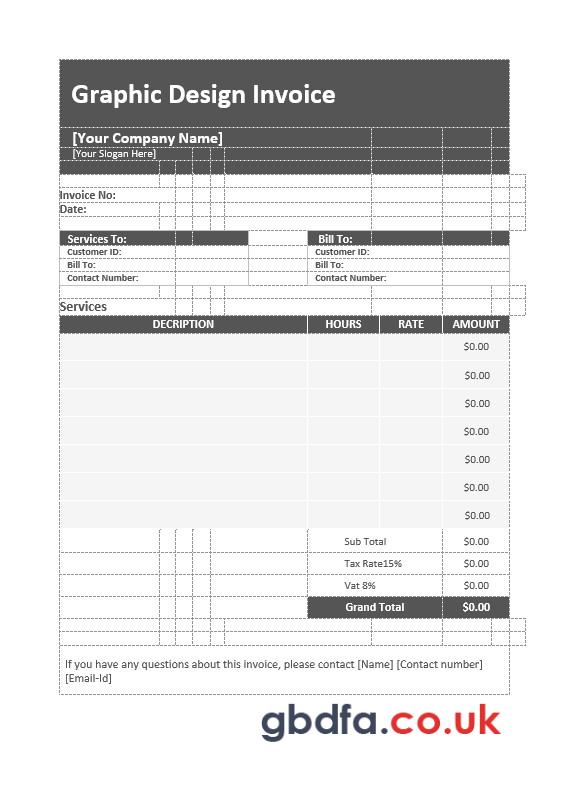 Graphic Design Invoice
[Your Company Name]
[Your Slogan Here]
Invoice No:
Date:
Services To: Bill To:
Customer ID: Customer ID:
Bill To: Bill To:
Contact Number: Contact Number:
Services
DECRIPTION HOURS RATE AMOUNT
$0.00
$0.00
$0.00
$0.00
$0.00
$0.00
$0.00
Sub Total $0.00
Tax Rate15% $0.00
Vat 8% $0.00
Grand Total $0.00
If you have any questions about this invoice, please contact [Name] [Contact number]
[Email-Id]
gbdfa.co.uk